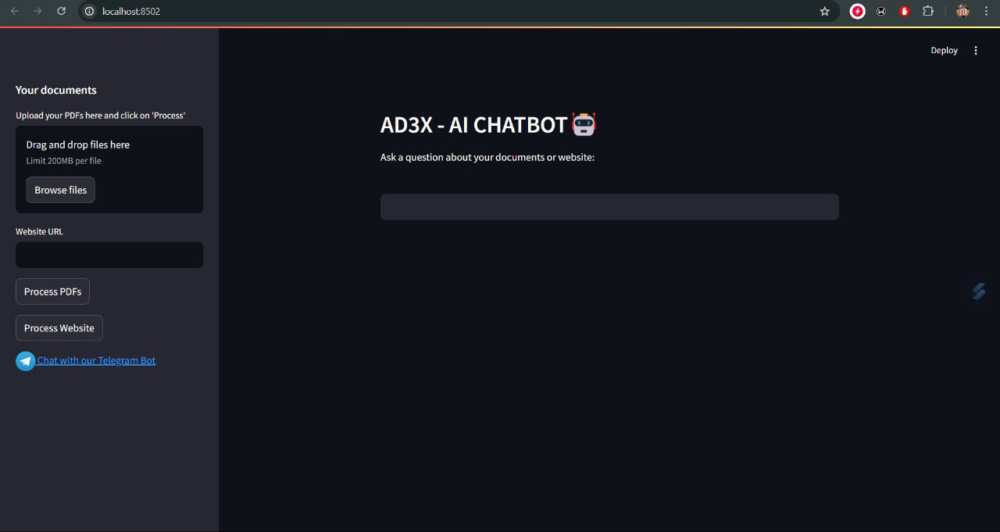 localhost:8502
Deploy
Your documents
Upload your PDFs here and click on 'Process'
Drag and drop files here
Limit 200MB per file
Browse files
Website URL
Process PDFs
Process Website
Chat with our Telegram Bot
AD3X - AI CHATBOT
Ask a question about your documents or website: